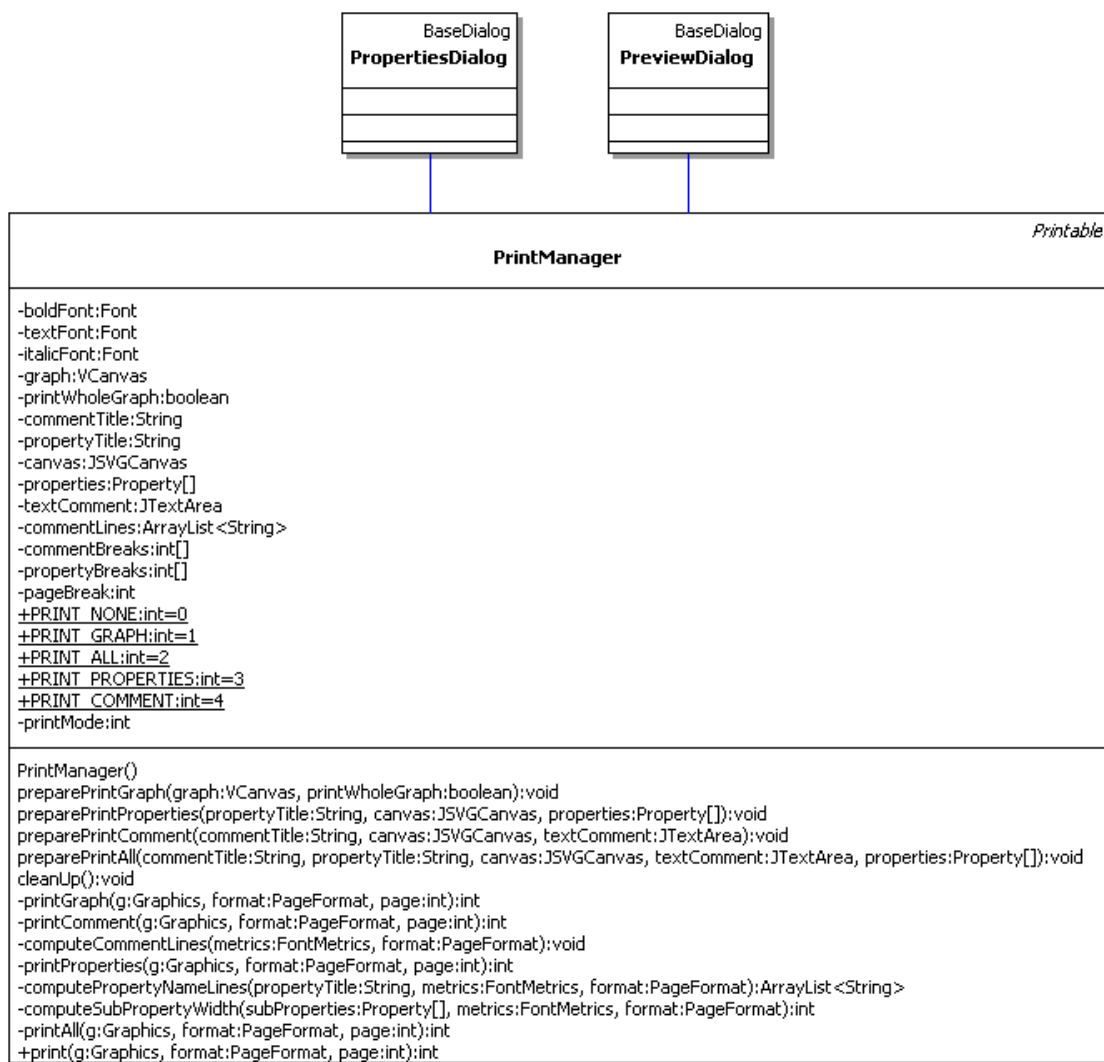 BaseDialog
PropertiesDialog
BaseDialog
PreviewDialog
Printable
PrintManager
-boldFont:Font
-textFont:Font
-italicFont:Font
-graph:VCanvas
-printWholeGraph:boolean
-commentTitle:String
-propertyTitle:String
-canvas:JSVGCanvas
-properties:Property[]
-textComment:JTextArea
-commentLines:ArrayList<String>
-commentBreaks:int[]
-propertyBreaks:int[]
-pageBreak:int
+PRINT_NONE:int=0
+PRINT_GRAPH:int=1
+PRINT_ALL:int=2
+PRINT_PROPERTIES:int=3
+PRINT_COMMENT:int=4
-printMode:int
PrintManager()
preparePrintGraph(graph:VCanvas, printWholeGraph:boolean):void
preparePrintProperties(propertyTitle:String, canvas:JSVGCanvas, properties:Property[]):void
preparePrintComment(commentTitle:String, canvas:JSVGCanvas, textComment:JTextArea):void
preparePrintAll(commentTitle:String, propertyTitle:String, canvas:JSVGCanvas, textComment:JTextArea, properties:Property[]):void
cleanUp():void
-printGraph(g:Graphics, format:PageFormat, page:int):int
-printComment(g:Graphics, format:PageFormat, page:int):int
-computeCommentLines(metrics:FontMetrics, format:PageFormat):void
-printProperties(g:Graphics, format:PageFormat, page:int):int
-computePropertyNameLines(propertyTitle:String, metrics:FontMetrics, format:PageFormat):ArrayList<String>
-computeSubPropertyWidth(subProperties:Property[], metrics:FontMetrics, format:PageFormat):int
-printAll(g:Graphics, format:PageFormat, page:int):int
+print(g:Graphics, format:PageFormat, page:int):int